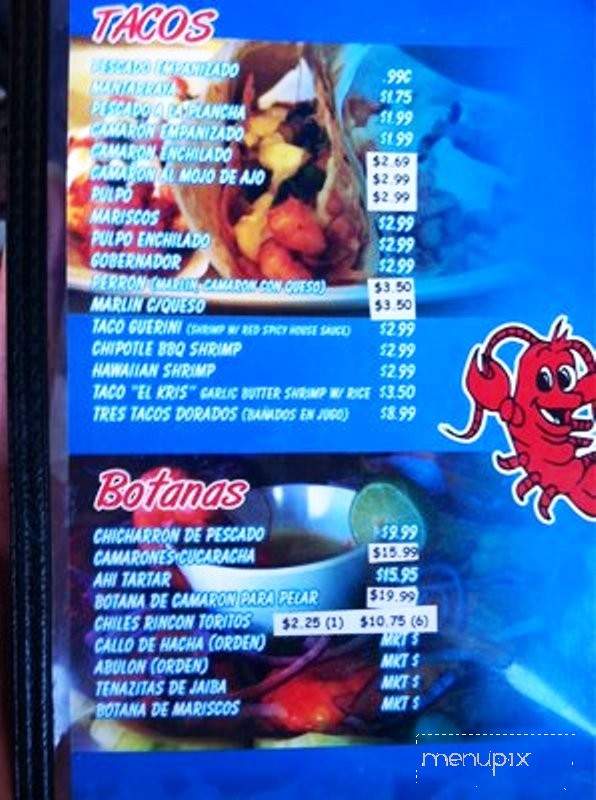 TACOS
PESCADO EMPANIZADO .99¢
MANTARRAYA $1.75
PESCADO A LA PLANCHA $1.99
CAMARON EMPANIZADO $1.99
CAMARON ENCHILADO $2.69
CAMARON AL MOJO DE AJO $2.99
PULPO $2.99
MARISCOS $2.99
PULPO ENCHILADO $2.99
GOBERNADOR $2.99
PERRON (MARLIN, CAMARON CON QUESO) $3.50
MARLIN C/QUESO $3.50
TACO GUERINI (SHRIMP W/ RED SPICY HOUSE SAUCE) $2.99
CHIPOTLE BBQ SHRIMP $2.99
HAWAIIAN SHRIMP $2.99
TACO "EL KRIS" GARLIC BUTTER SHRIMP W/ RICE $3.50
TRES TACOS DORADOS (BAÑADOS EN JUGO) $8.99
Botanas
CHICHARRON DE PESCADO $9.99
CAMARONES CUCARACHA $15.99
AHI TARTAR $15.95
BOTANA DE CAMARON PARA PELAR $19.99
CHILES RINCON TORITOS $2.25 (1) $10.75 (6)
CALLO DE HACHA (ORDEN) MKT $
ABULON (ORDEN) MKT $
TENAZITAS DE JAIBA MKT $
BOTANA DE MARISCOS MKT $
menupix